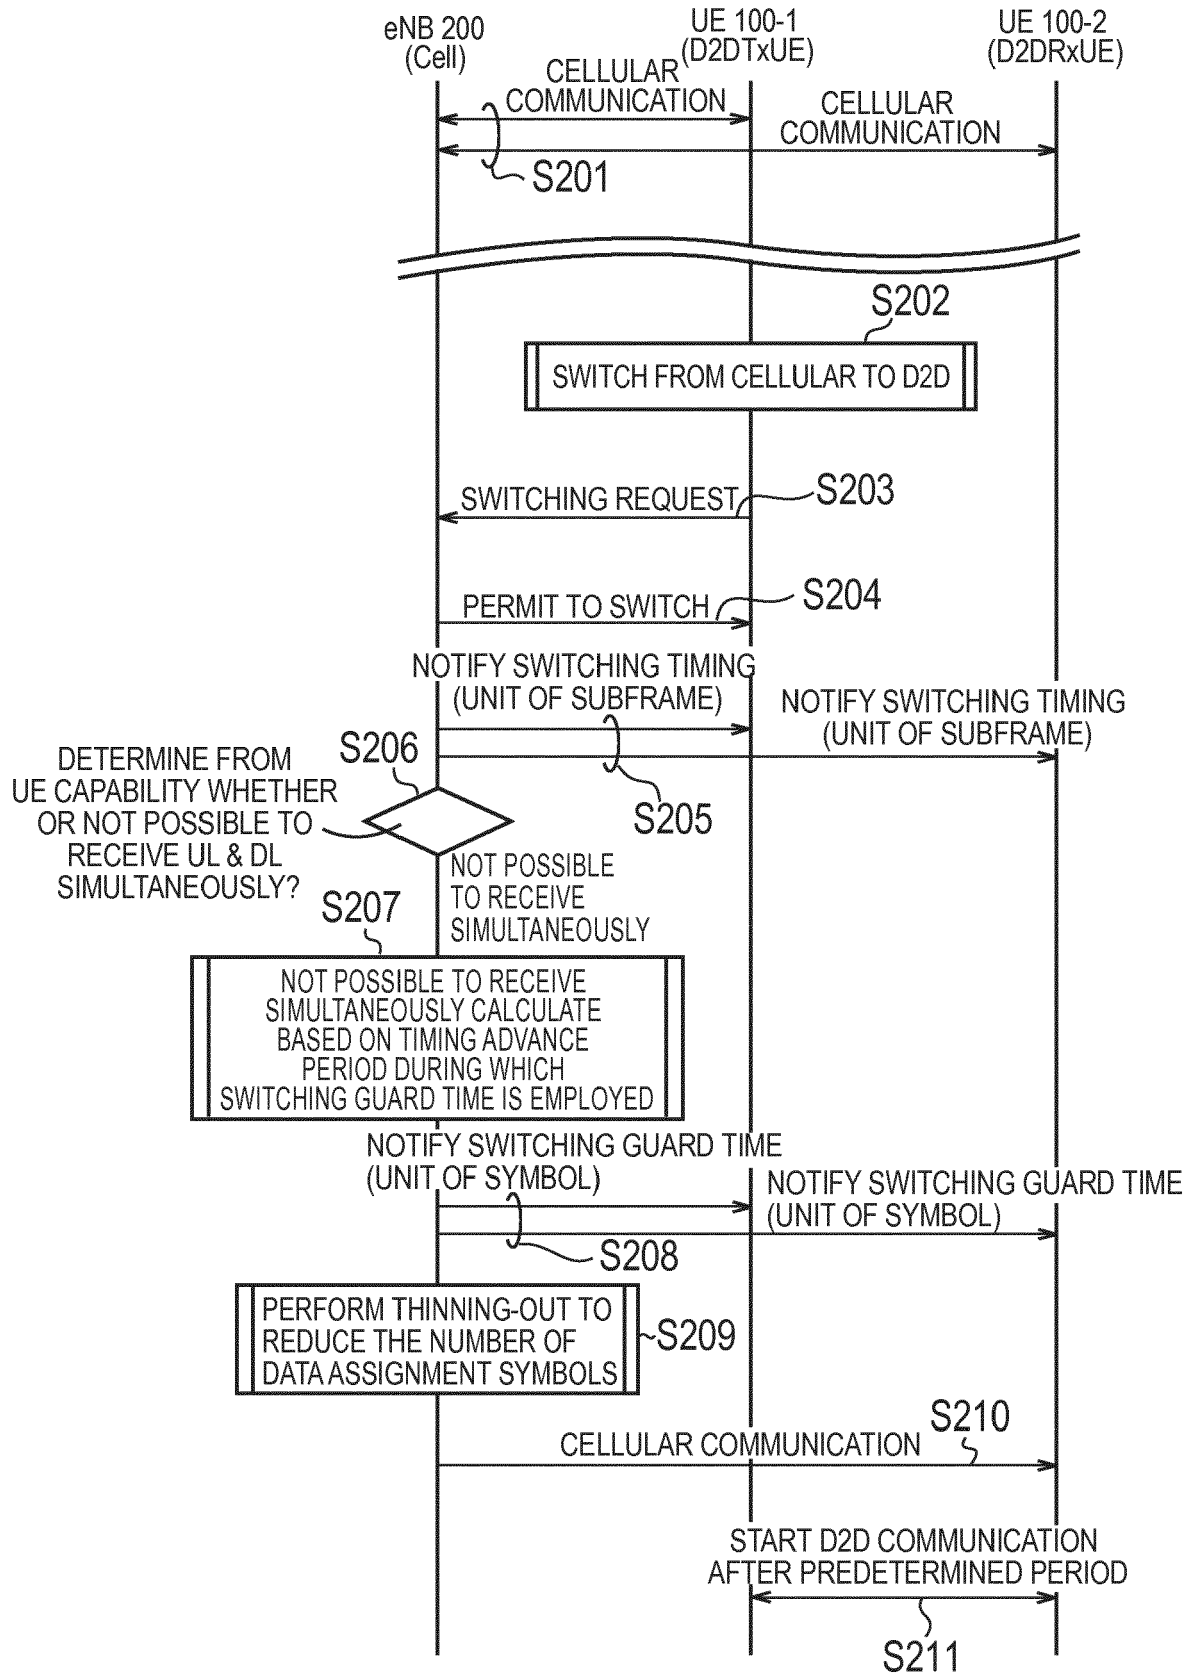 eNB 200
(Cell)
UE 100-1
(D2DTxUE)
UE 100-2
(D2DRxUE)
CELLULAR
COMMUNICATION
CELLULAR
COMMUNICATION
S201
S202
SWITCH FROM CELLULAR TO D2D
SWITCHING REQUEST
S203
PERMIT TO SWITCH
S204
NOTIFY SWITCHING TIMING
(UNIT OF SUBFRAME)
NOTIFY SWITCHING TIMING
(UNIT OF SUBFRAME)
S205
S206
DETERMINE FROM
UE CAPABILITY WHETHER
OR NOT POSSIBLE TO
RECEIVE UL & DL
SIMULTANEOUSLY?
NOT POSSIBLE
TO RECEIVE
SIMULTANEOUSLY
S207
NOT POSSIBLE TO RECEIVE
SIMULTANEOUSLY CALCULATE
BASED ON TIMING ADVANCE
PERIOD DURING WHICH
SWITCHING GUARD TIME IS EMPLOYED
NOTIFY SWITCHING GUARD TIME
(UNIT OF SYMBOL)
NOTIFY SWITCHING GUARD TIME
(UNIT OF SYMBOL)
S208
PERFORM THINNING-OUT TO
REDUCE THE NUMBER OF
DATA ASSIGNMENT SYMBOLS
S209
S210
CELLULAR COMMUNICATION
START D2D COMMUNICATION
AFTER PREDETERMINED PERIOD
S211